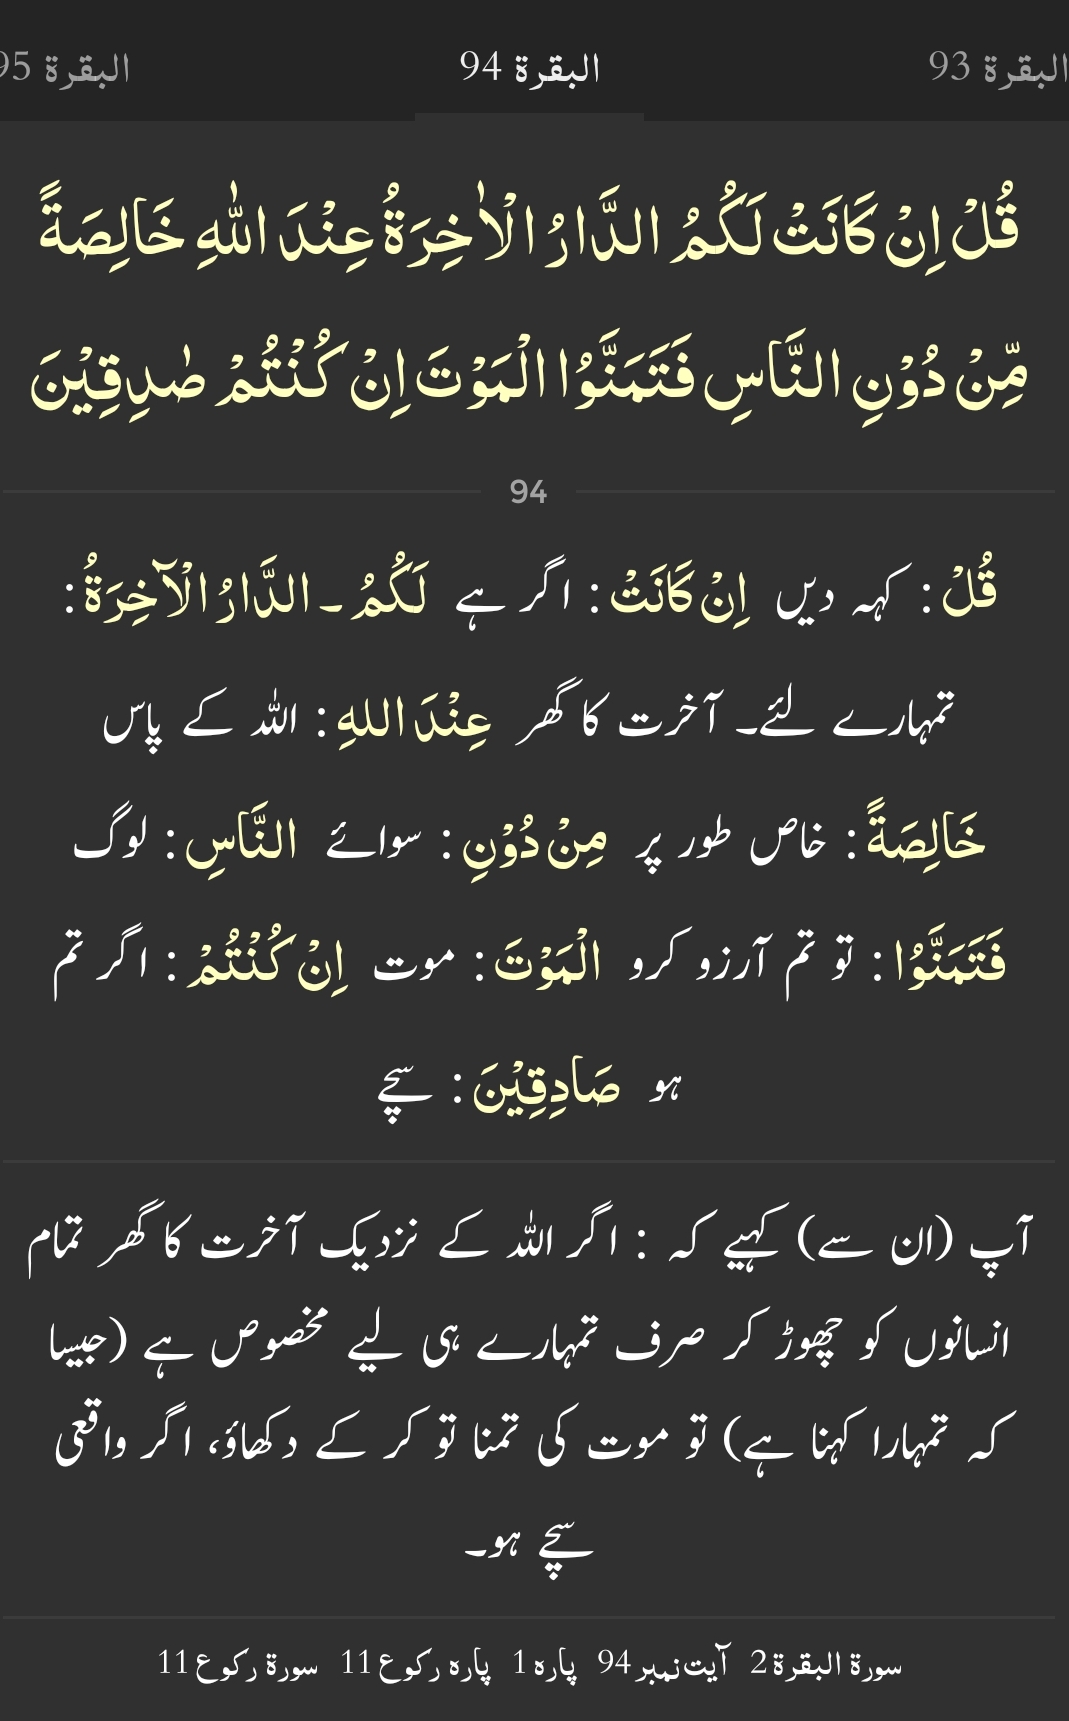 البقرة 93 البقرة 94 البقرة 95
قُلْ اِنْ كَانَتْ لَكُمُ الدَّارُ الْاٰخِرَةُ عِنْدَ اللّٰهِ خَالِصَةً
مِّنْ دُوْنِ النَّاسِ فَتَمَنَّوُا الْمَوْتَ اِنْ كُنْتُمْ صٰدِقِيْنَ
94
قُلْ : کہہ دیں اِنْ كَانَتْ : اگر ہے لَكُمُ ۔ الدَّارُ الْآخِرَةُ :
تمہارے لئے۔ آخرت کا گھر عِنْدَ اللهِ : اللہ کے پاس
خَالِصَةً : خاص طور پر مِنْ دُوْنِ : سوائے النَّاسِ : لوگ
فَتَمَنَّوُا : تو تم آرزو کرو الْمَوْتَ : موت اِنْ كُنْتُمْ : اگر تم
ہو صَادِقِيْنَ : سچے
آپ (ان سے) کہیے کہ : اگر اللہ کے نزدیک آخرت کا گھر تمام
انسانوں کو چھوڑ کر صرف تمہارے ہی لیے مخصوص ہے (جیسا
کہ تمہارا کہنا ہے) تو موت کی تمنا تو کر کے دکھاؤ، اگر واقعی
سچے ہو۔
سورۃ البقرۃ 2 آیت نمبر 94 پارہ 1 پارہ رکوع 11 سورۃ رکوع 11